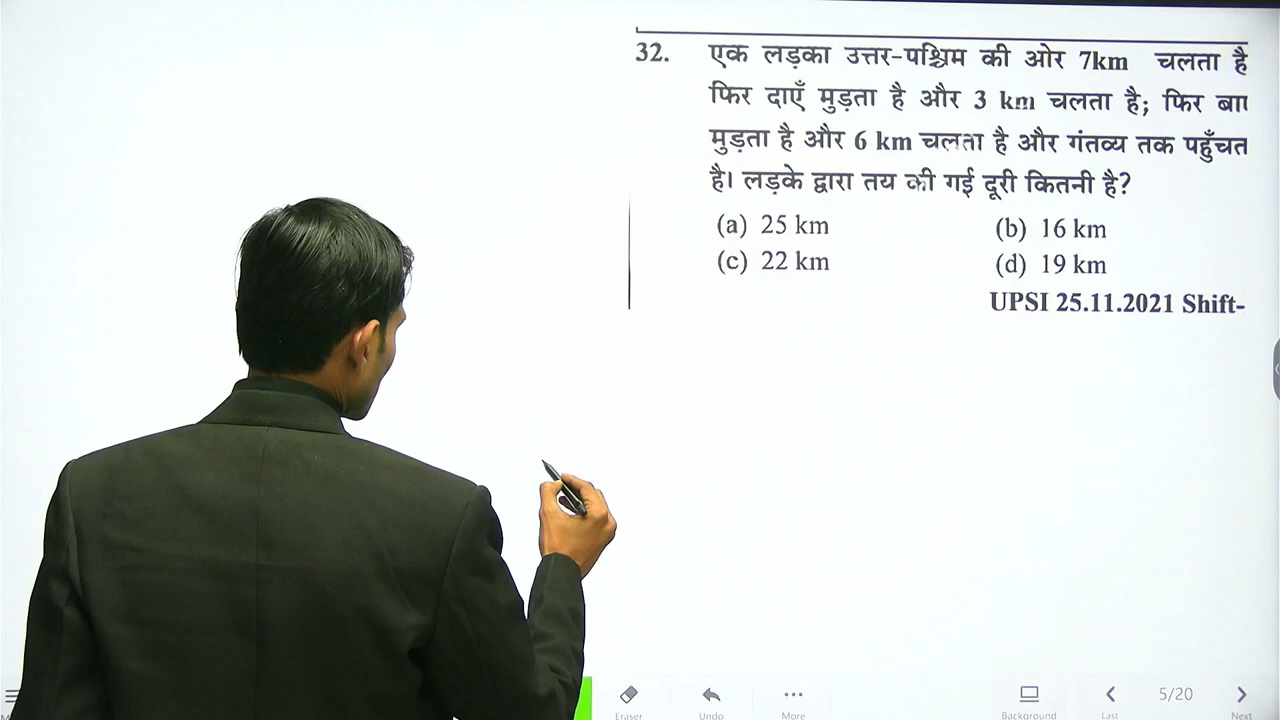 32. एक लड़का उत्तर-पश्चिम की ओर 7km चलता है
फिर दाएँ मुड़ता है और 3 km चलता है; फिर
मुड़ता है और 6 km चलता है और गंतव्य तक पहुँचत
है। लड़के द्वारा तय की गई दूरी कितनी है?
(a) 25 km (b) 16 km
(c) 22 km (d) 19 km
UPSI 25.11.2021 Shift-
Eraser Undo More Background Last 5/20 Next